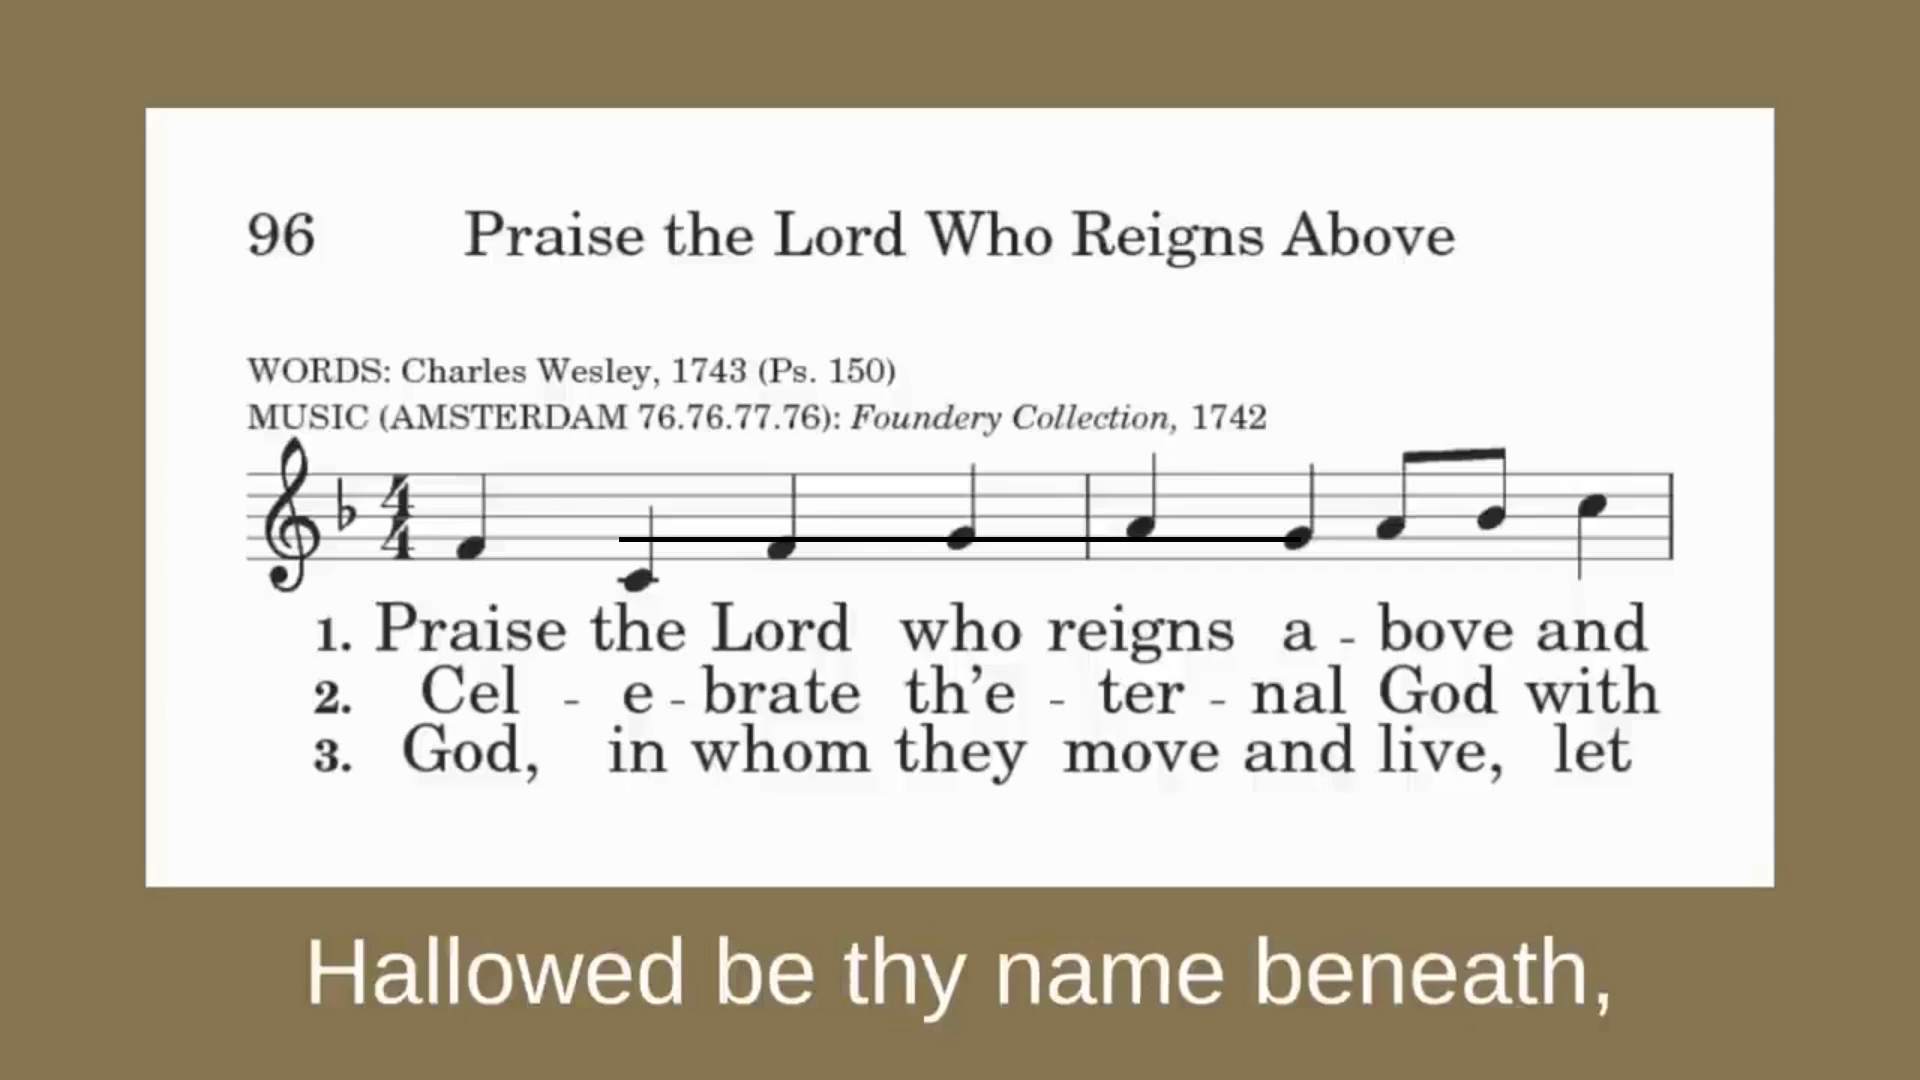 96 Praise the Lord Who Reigns Above
WORDS: Charles Wesley, 1743 (Ps. 150)
MUSIC (AMSTERDAM 76.76.77.76): Foundery Collection, 1742
4
4
1. Praise the Lord who reigns a - bove and
2. Cel - e - brate th’e - ter - nal God with
3. God, in whom they move and live, let
Hallowed be thy name beneath,